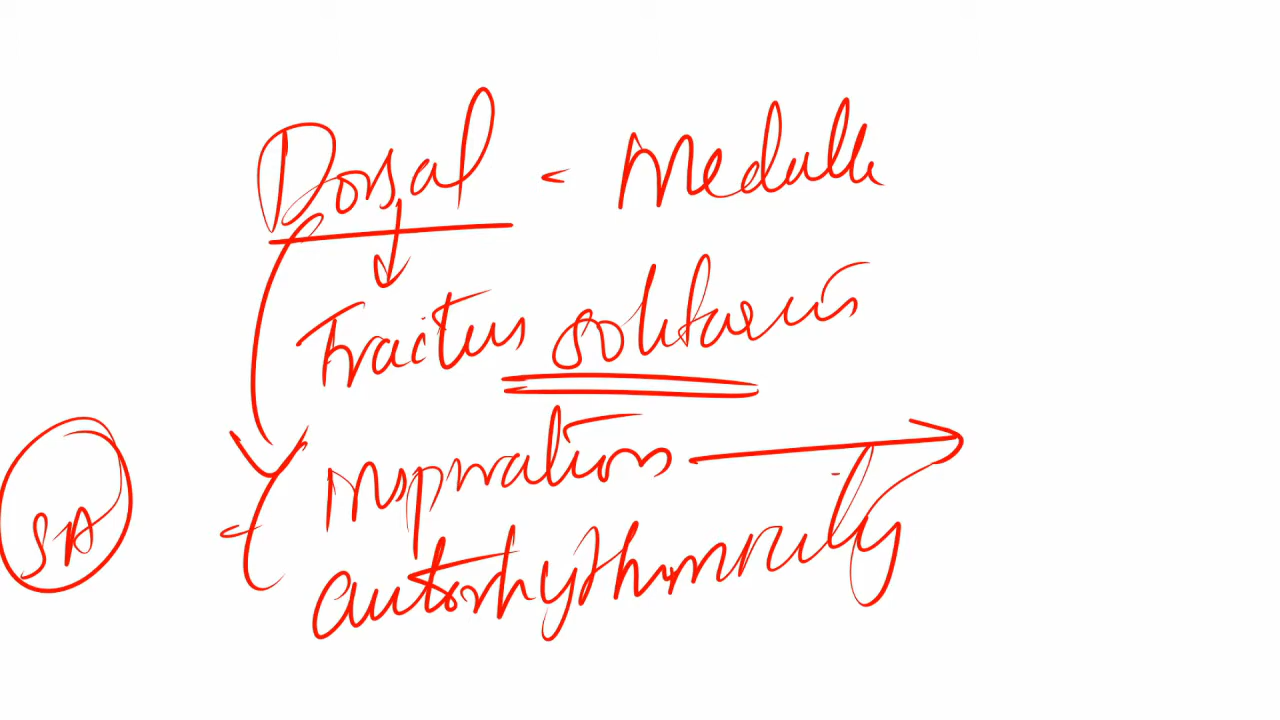 Dorsal - Medulla
Tractus solitarius
Inspiration
SA
autorhythmicity